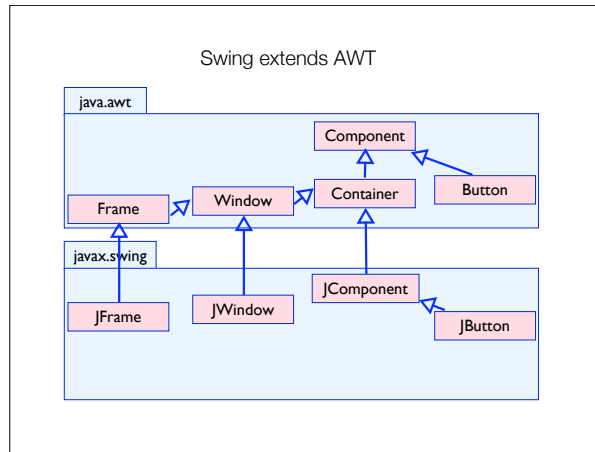 Swing extends AWT
java.awt
Component
Container
Button
Window
Frame
javax.swing
JComponent
JFrame
JWindow
JButton